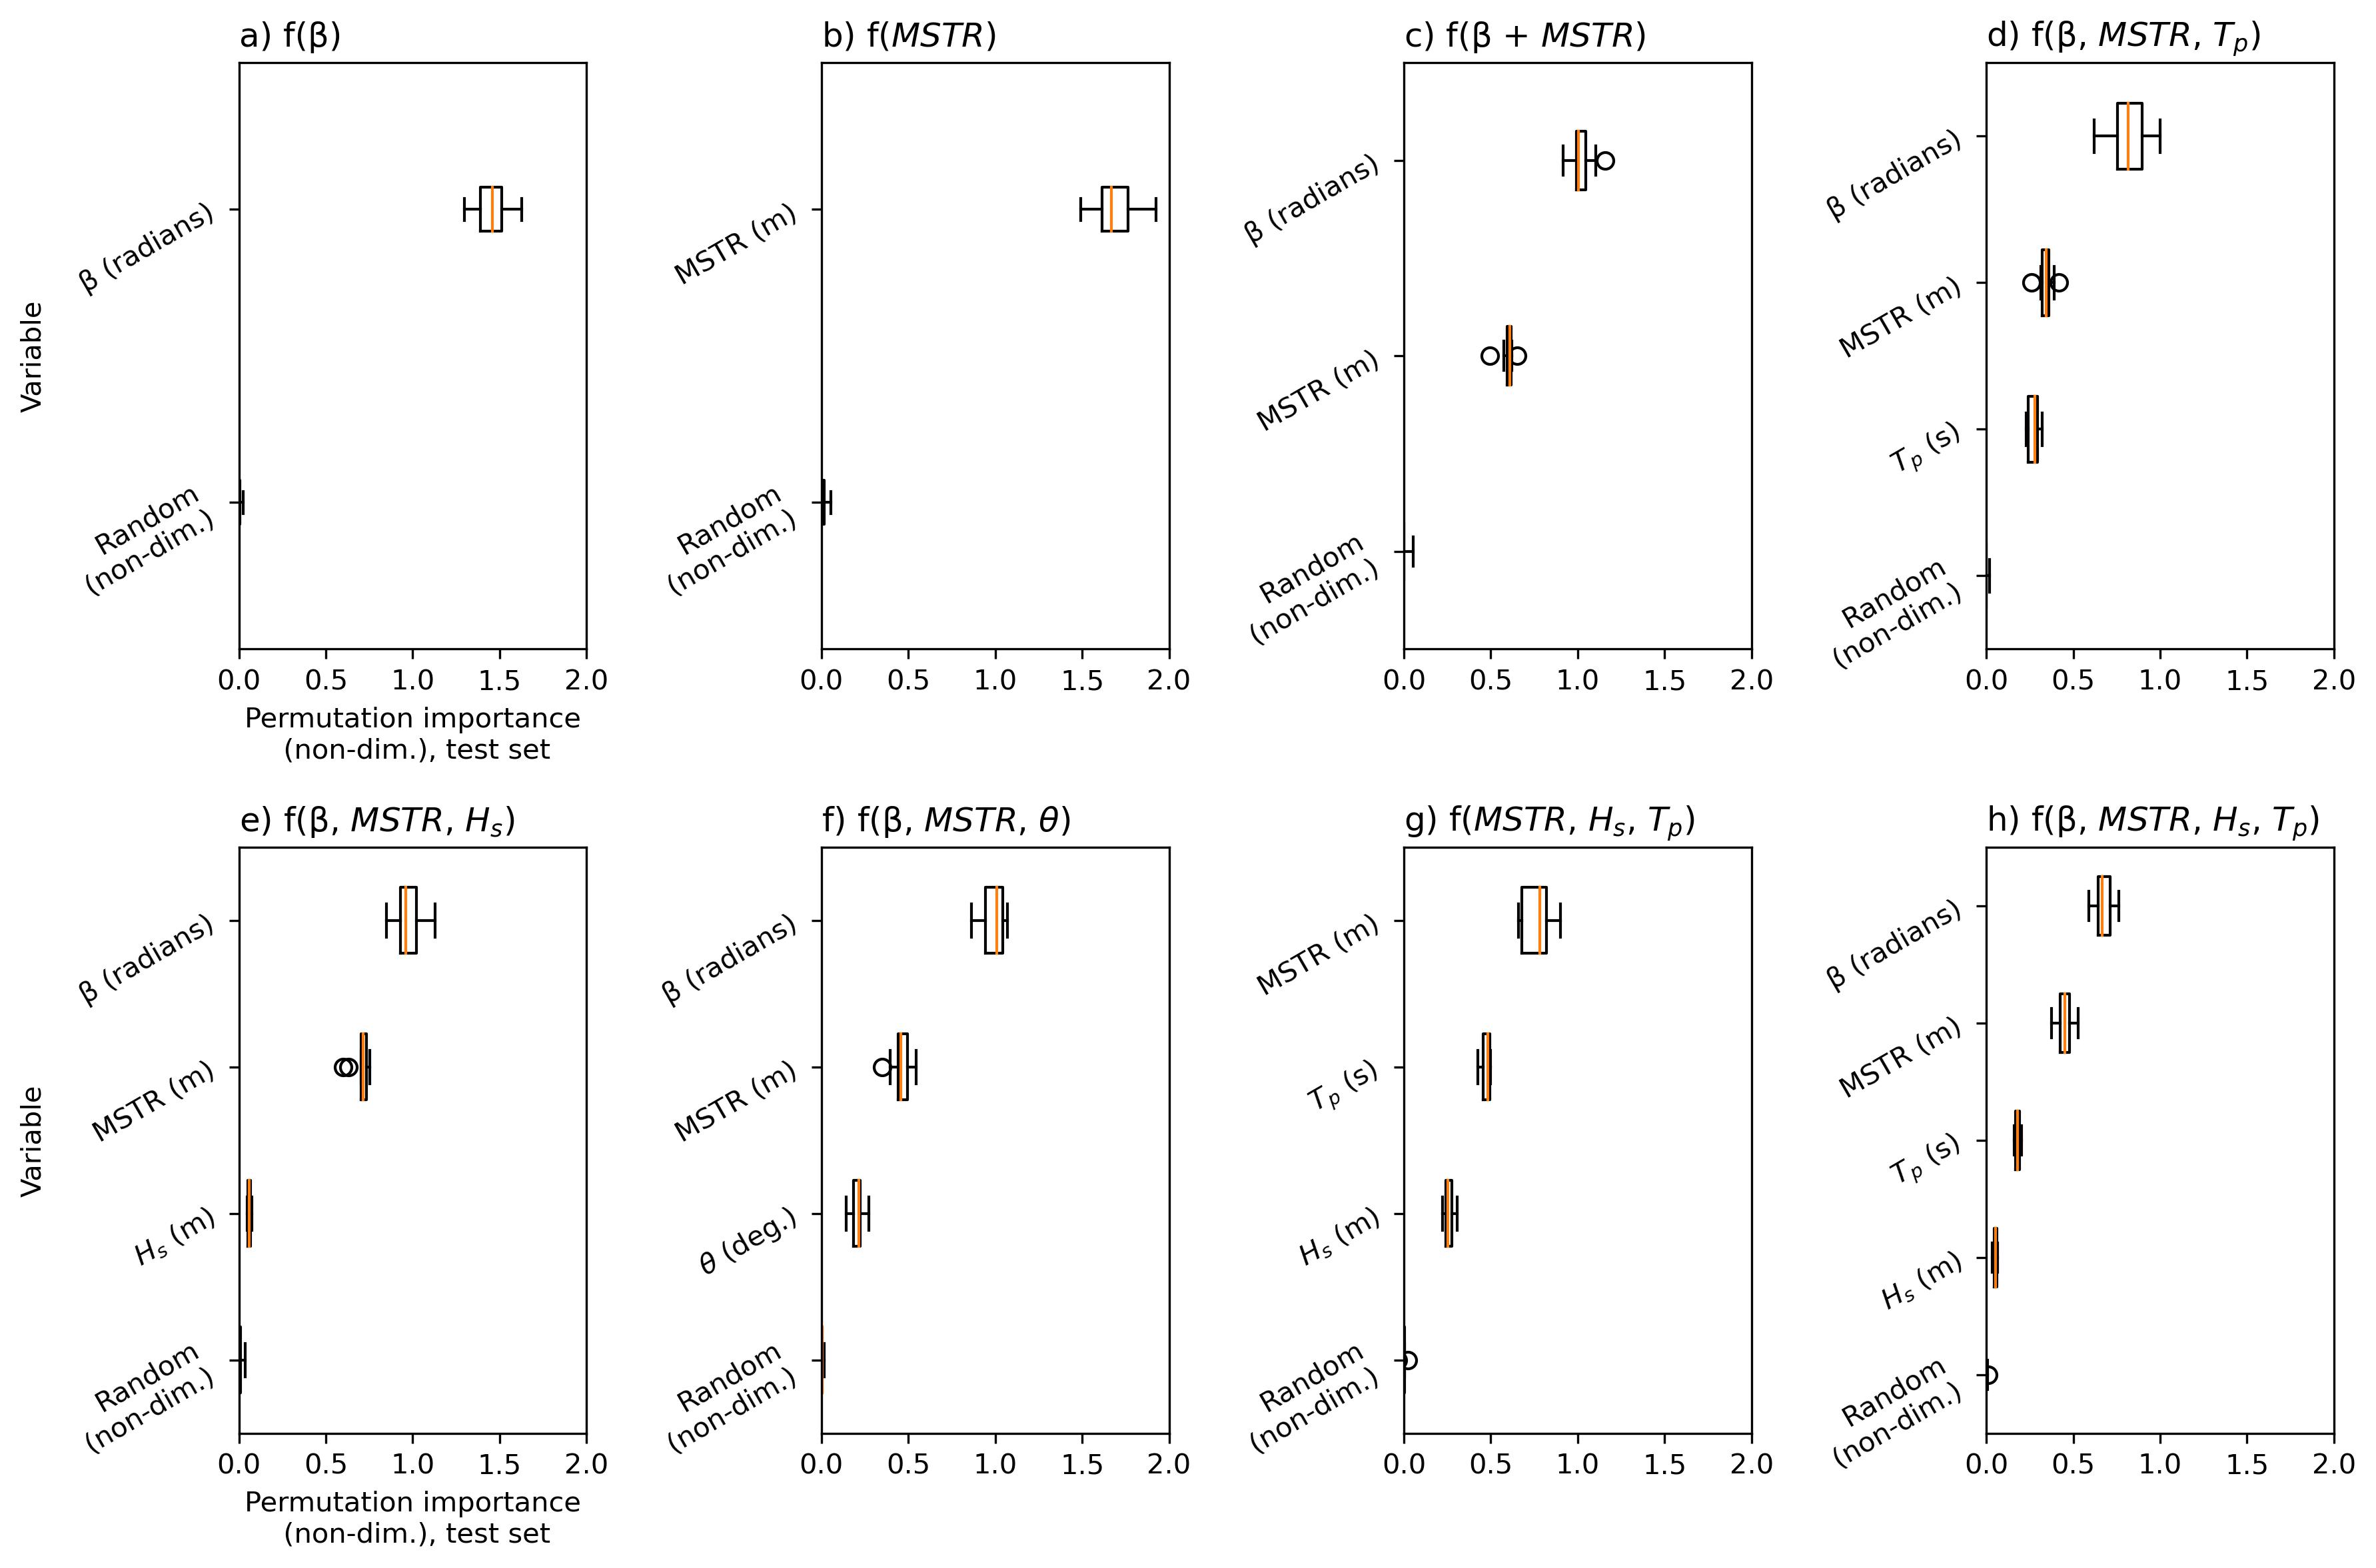 a) f(β)
Variable
β (radians)
Random
(non-dim.)
0.0 0.5 1.0 1.5 2.0
Permutation importance
(non-dim.), test set
b) f(MSTR)
MSTR (m)
Random
(non-dim.)
0.0 0.5 1.0 1.5 2.0
c) f(β + MSTR)
β (radians)
MSTR (m)
Random
(non-dim.)
0.0 0.5 1.0 1.5 2.0
d) f(β, MSTR, Tp)
β (radians)
MSTR (m)
Tp (s)
Random
(non-dim.)
0.0 0.5 1.0 1.5 2.0
e) f(β, MSTR, Hs)
Variable
β (radians)
MSTR (m)
Hs (m)
Random
(non-dim.)
0.0 0.5 1.0 1.5 2.0
Permutation importance
(non-dim.), test set
f) f(β, MSTR, θ)
β (radians)
MSTR (m)
θ (deg.)
Random
(non-dim.)
0.0 0.5 1.0 1.5 2.0
g) f(MSTR, Hs, Tp)
MSTR (m)
Tp (s)
Hs (m)
Random
(non-dim.)
0.0 0.5 1.0 1.5 2.0
h) f(β, MSTR, Hs, Tp)
β (radians)
MSTR (m)
Tp (s)
Hs (m)
Random
(non-dim.)
0.0 0.5 1.0 1.5 2.0